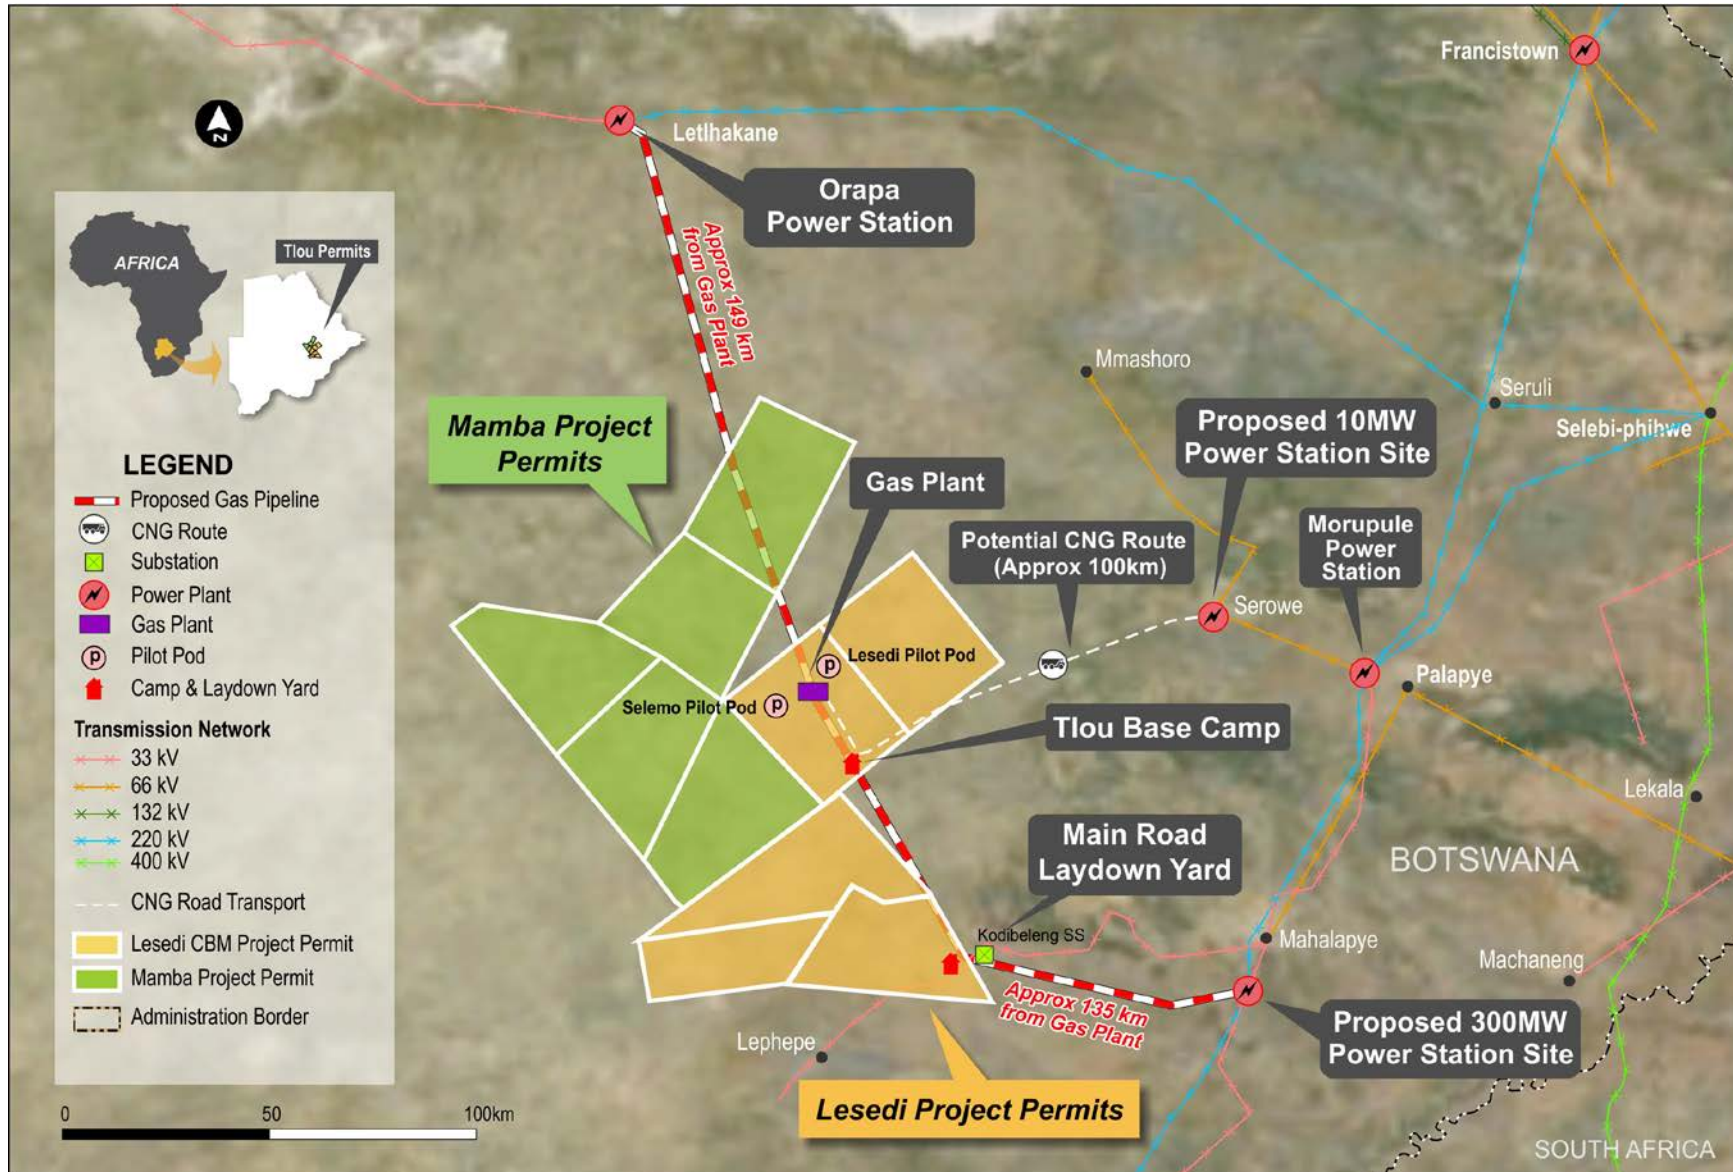 Francistown
N
Letlhakane
Orapa
Power Station
AFRICA
Tlou Permits
Approx 149 km
from Gas Plant
Mmashoro
Seruli
Selebi-phihwe
Mamba Project
Permits
Proposed 10MW
Power Station Site
Gas Plant
Potential CNG Route
(Approx 100km)
Morupule
Power
Station
Serowe
LEGEND
Proposed Gas Pipeline
CNG Route
Substation
Power Plant
Gas Plant
P Pilot Pod
Camp & Laydown Yard
Transmission Network
33 kV
66 kV
132 kV
220 kV
400 kV
CNG Road Transport
Lesedi CBM Project Permit
Mamba Project Permit
Administration Border
P
Lesedi Pilot Pod
Selemo Pilot Pod
P
Palapye
Tlou Base Camp
Lekala
Main Road
Laydown Yard
BOTSWANA
Kodibeleng SS
Mahalapye
Machaneng
Approx 135 km
from Gas Plant
Proposed 300MW
Power Station Site
Lephepe
Lesedi Project Permits
0 50 100km
SOUTH AFRICA